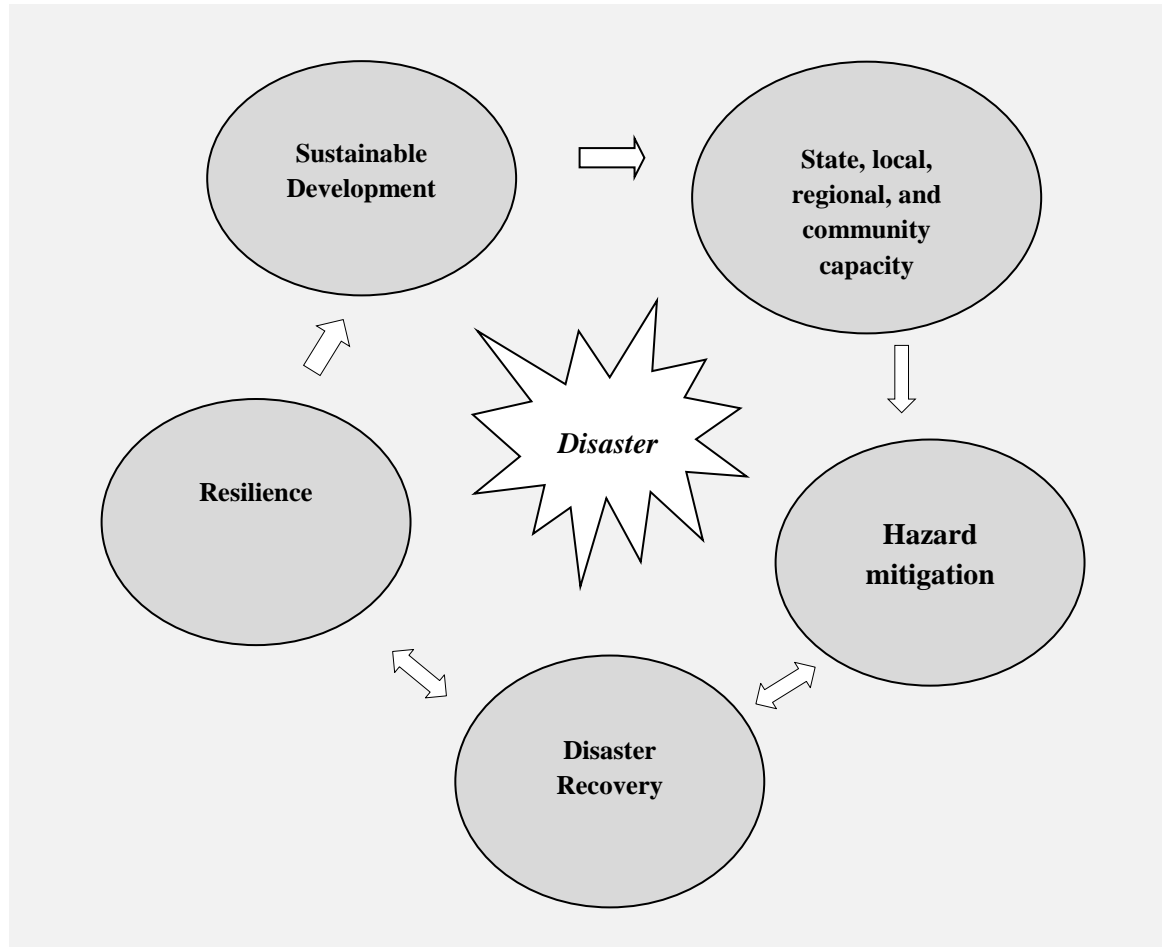 Sustainable
Development
State, local,
regional, and
community
capacity
Disaster
Resilience
Hazard
mitigation
Disaster
Recovery